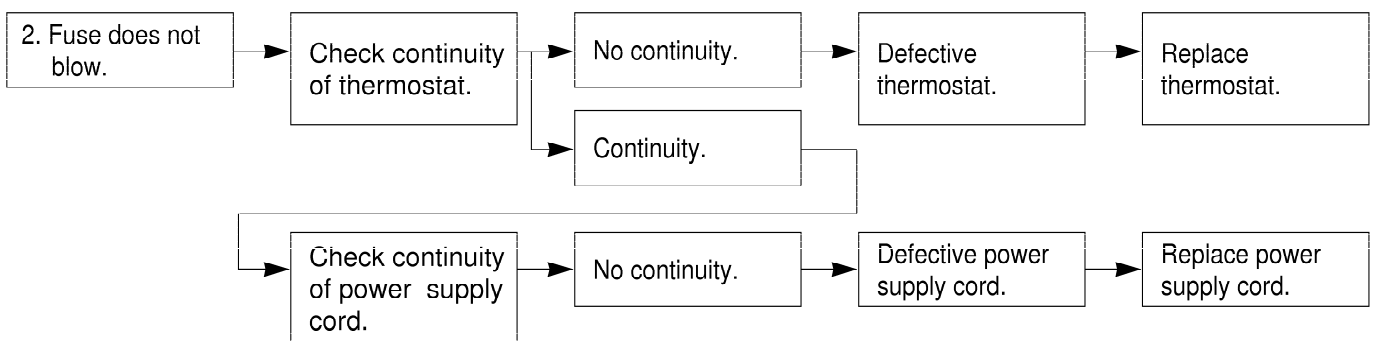 2. Fuse does not
blow.
Check continuity
of thermostat.
No continuity.
Defective
thermostat.
Replace
thermostat.
Continuity.
Check continuity
of power supply
cord.
No continuity.
Defective power
supply cord.
Replace power
supply cord.